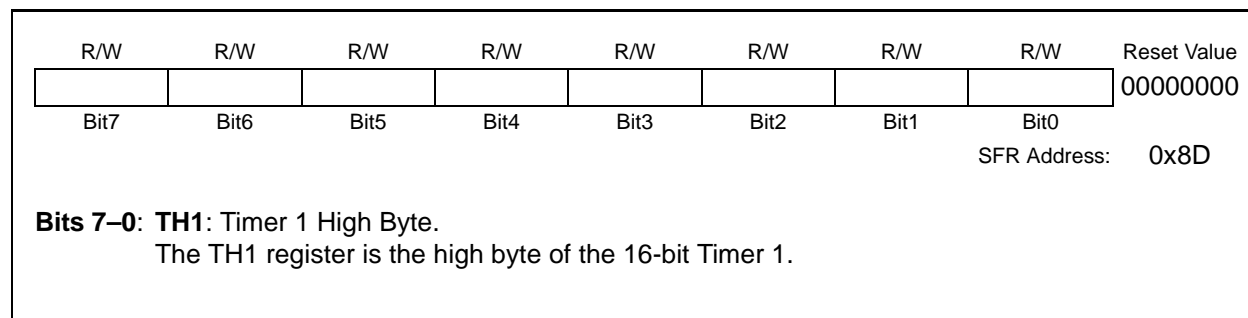 R/W R/W R/W R/W R/W R/W R/W R/W Reset Value
00000000
Bit7 Bit6 Bit5 Bit4 Bit3 Bit2 Bit1 Bit0
SFR Address: 0x8D
Bits 7–0: TH1: Timer 1 High Byte.
The TH1 register is the high byte of the 16-bit Timer 1.